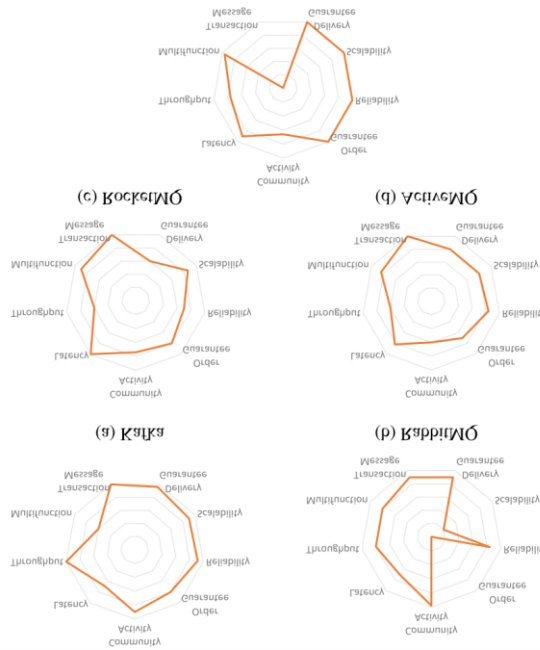 Community
Activity
Order
Guarantee
Reliability
Scalability
Delivery
Guarantee
Transaction
Message
Multifunction
Throughput
Latency
(a) Kafka
Community
Activity
Order
Guarantee
Reliabili
Scalability
Delivery
Guarantee
Transaction
Message
Multifunction
Throughput
Latency
(b) RabbitMQ
Community
Activity
Order
Guarantee
Reliability
Scalability
Delivery
Guarantee
Transaction
Message
Multifunction
Throughput
Latency
(c) RocketMQ
Community
Activity
Order
Guarantee
Reliabilit
Scalability
Delivery
Guarantee
Transaction
Message
Multifunction
Throughput
Latency
(d) ActiveMQ
Community
Activity
Order
Guarantee
Reliability
Scalability
Delivery
Guarantee
Transaction
Message
Multifunction
Throughput
Latency